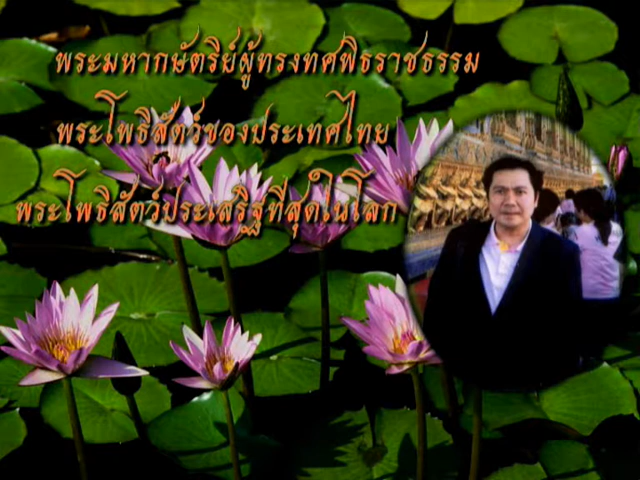 พระมหากษัตริย์ผู้ทรงทศพิธราชธรรม
พระโพธิสัตว์ของประเทศไทย
พระโพธิสัตว์ประเสริฐที่สุดในโลก